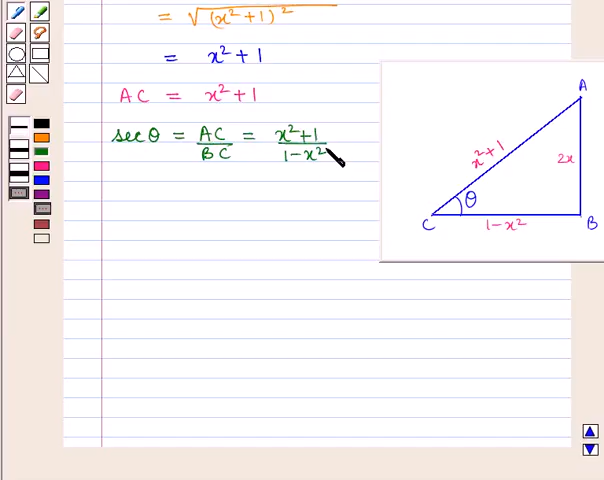 = √(x²+1)²
= x²+1
AC = x²+1
secθ = AC/BC = x²+1/1-x²
A
x²+1
2x
θ
C
1-x²
B